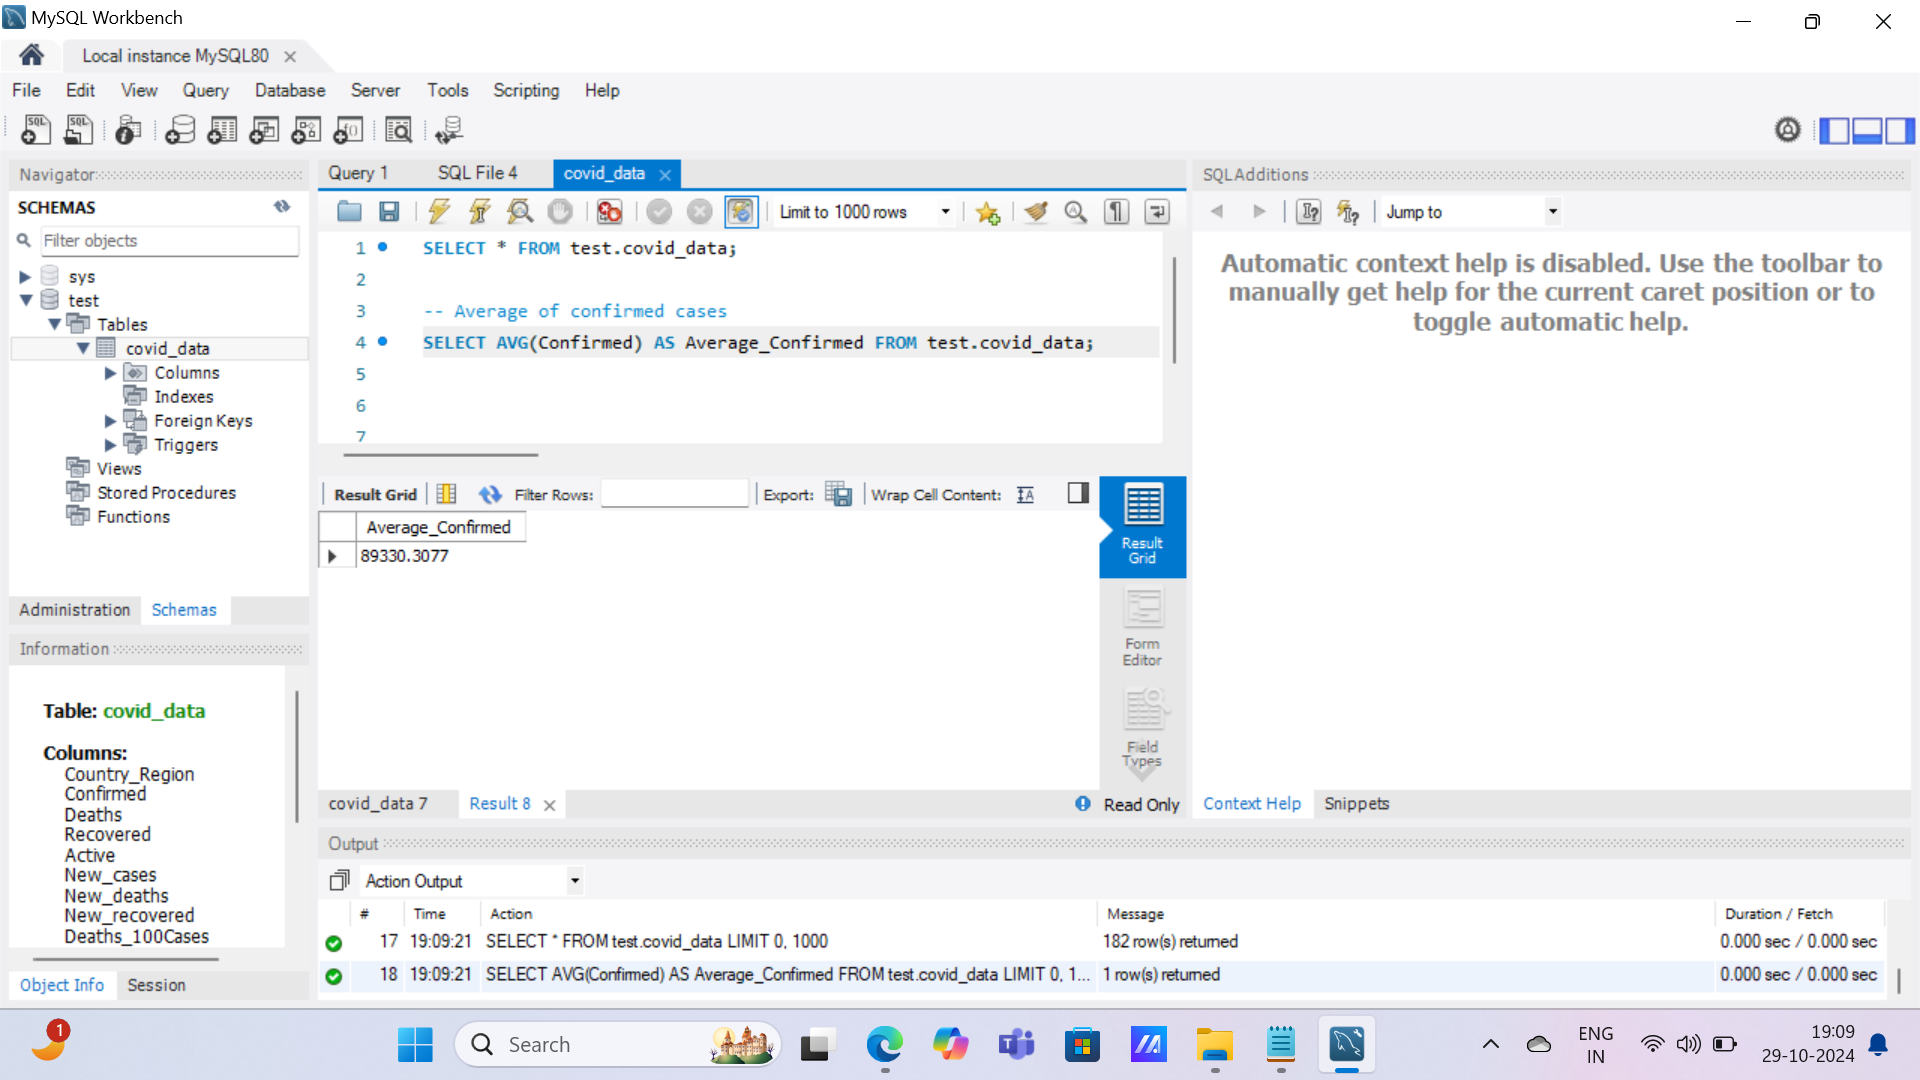 MySQL Workbench
Local instance MySQL80
File Edit View Query Database Server Tools Scripting Help
Navigator
SCHEMAS
Filter objects
sys
test
Tables
covid_data
Columns
Indexes
Foreign Keys
Triggers
Views
Stored Procedures
Functions
Administration Schemas
Information
Table: covid_data
Columns:
Country_Region
Confirmed
Deaths
Recovered
Active
New_cases
New_deaths
New_recovered
Deaths_100Cases
Object Info Session
Query 1 SQL File 4 covid_data
Limit to 1000 rows
1 SELECT * FROM test.covid_data;
2
3 -- Average of confirmed cases
4 SELECT AVG(Confirmed) AS Average_Confirmed FROM test.covid_data;
5
6
7
Result Grid Filter Rows: Export: Wrap Cell Content:
Average_Confirmed
89330.3077
Result
Grid
Form
Editor
Field
Types
covid_data 7 Result 8 Read Only
SQLAdditions
Jump to
Automatic context help is disabled. Use the toolbar to
manually get help for the current caret position or to
toggle automatic help.
Context Help Snippets
Output
Action Output
# Time Action Message Duration / Fetch
17 19:09:21 SELECT * FROM test.covid_data LIMIT 0, 1000 182 row(s) returned 0.000 sec / 0.000 sec
18 19:09:21 SELECT AVG(Confirmed) AS Average_Confirmed FROM test.covid_data LIMIT 0, 1... 1 row(s) returned 0.000 sec / 0.000 sec
1
Search
ENG
IN
19:09
29-10-2024